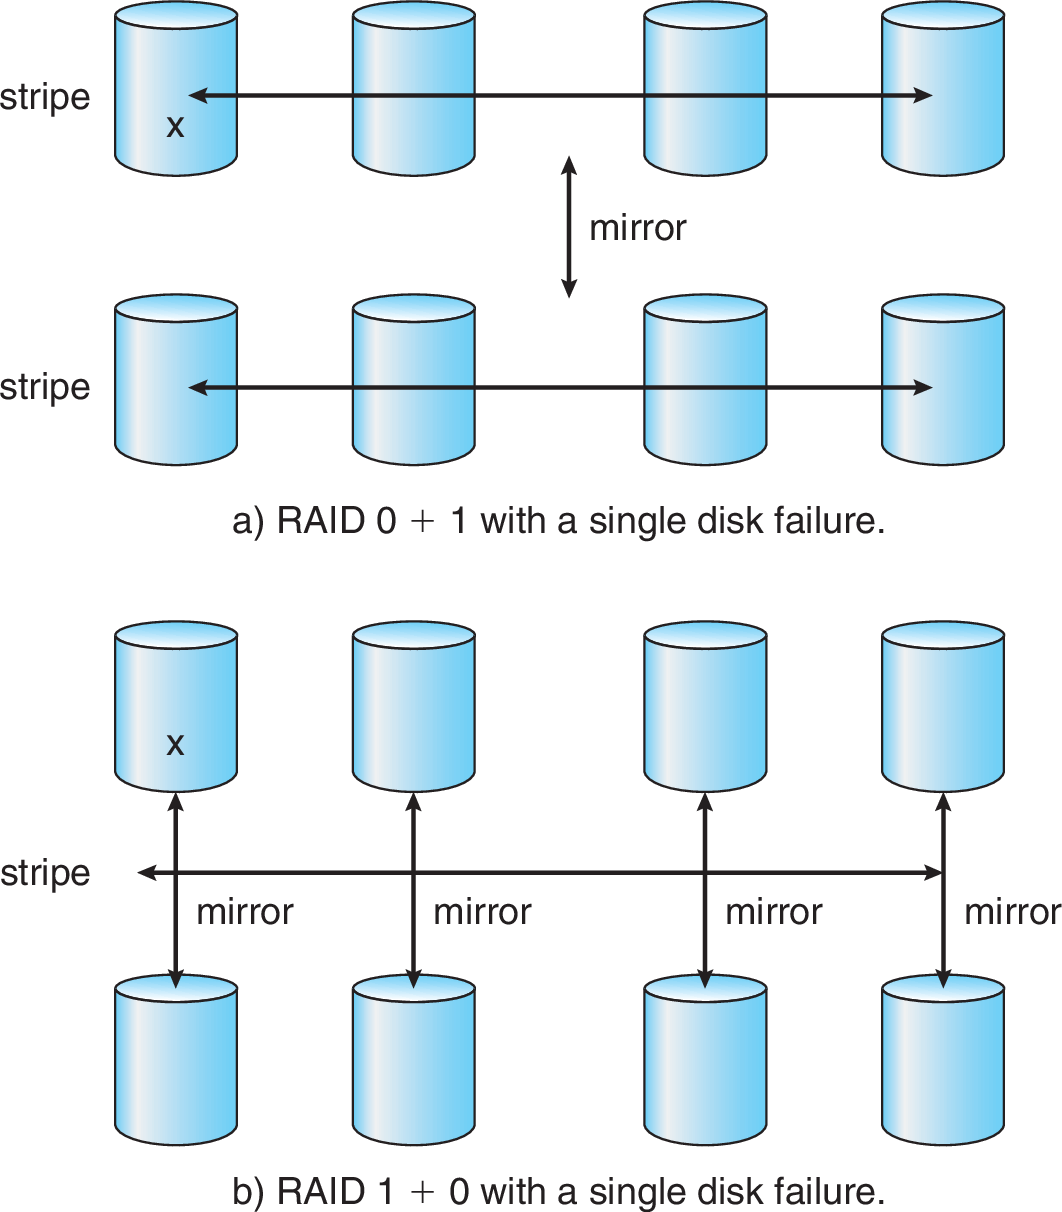 stripe
x
mirror
stripe
a) RAID 0 + 1 with a single disk failure.
x
stripe
mirror mirror mirror mirror
b) RAID 1 + 0 with a single disk failure.